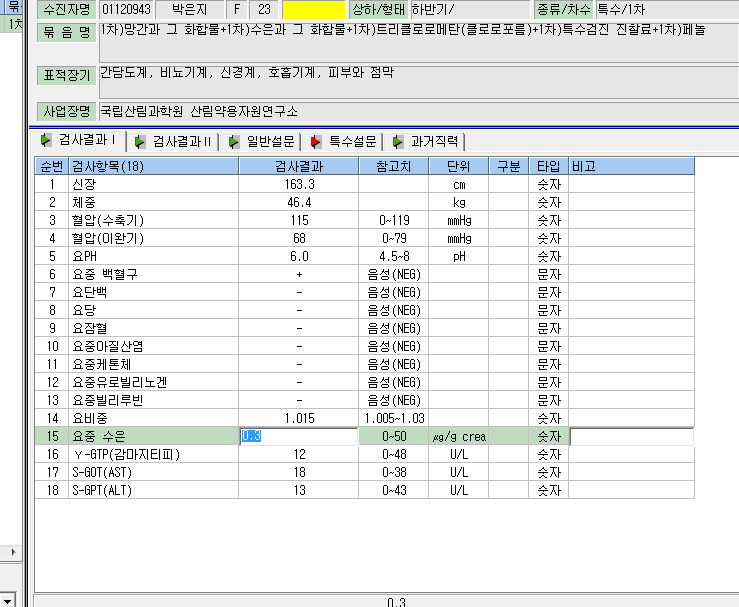 묶
수진자명 01120943 박은지 F 23 상하/형태 하반기/ 종류/차수 특수/1차
1차
묶 음 명 1차)망간과 그 화합물+1차)수은과 그 화합물+1차)트리클로로메탄(클로로포름)+1차)특수검진 진찰료+1차)페놀
표적장기 간담도계, 비뇨기계, 신경계, 호흡기계, 피부와 점막
사업장명 국립산림과학원 산림약용자원연구소
검사결과 I 검사결과 II 일반설문 특수설문 과거직력
순번 검사항목(18) 검사결과 참고치 단위 구분 타입 비고
1 신장 163.3 cm 숫자
2 체중 46.4 kg 숫자
3 혈압(수축기) 115 0~119 mmHg 숫자
4 혈압(이완기) 68 0~79 mmHg 숫자
5 요PH 6.0 4.5~8 pH 숫자
6 요중 백혈구 + 음성(NEG) 문자
7 요단백 - 음성(NEG) 문자
8 요당 - 음성(NEG) 문자
9 요잠혈 - 음성(NEG) 문자
10 요중아질산염 - 음성(NEG) 문자
11 요중케톤체 - 음성(NEG) 문자
12 요중유로빌리노겐 - 음성(NEG) 문자
13 요중빌리루빈 - 음성(NEG) 문자
14 요비중 1.015 1.005~1.03 숫자
15 요중 수은 0.3 0~50 μg/g crea 숫자
16 Υ-GTP(감마지티피) 12 0~48 U/L 숫자
17 S-GOT(AST) 18 0~38 U/L 숫자
18 S-GPT(ALT) 13 0~43 U/L 숫자
0.3